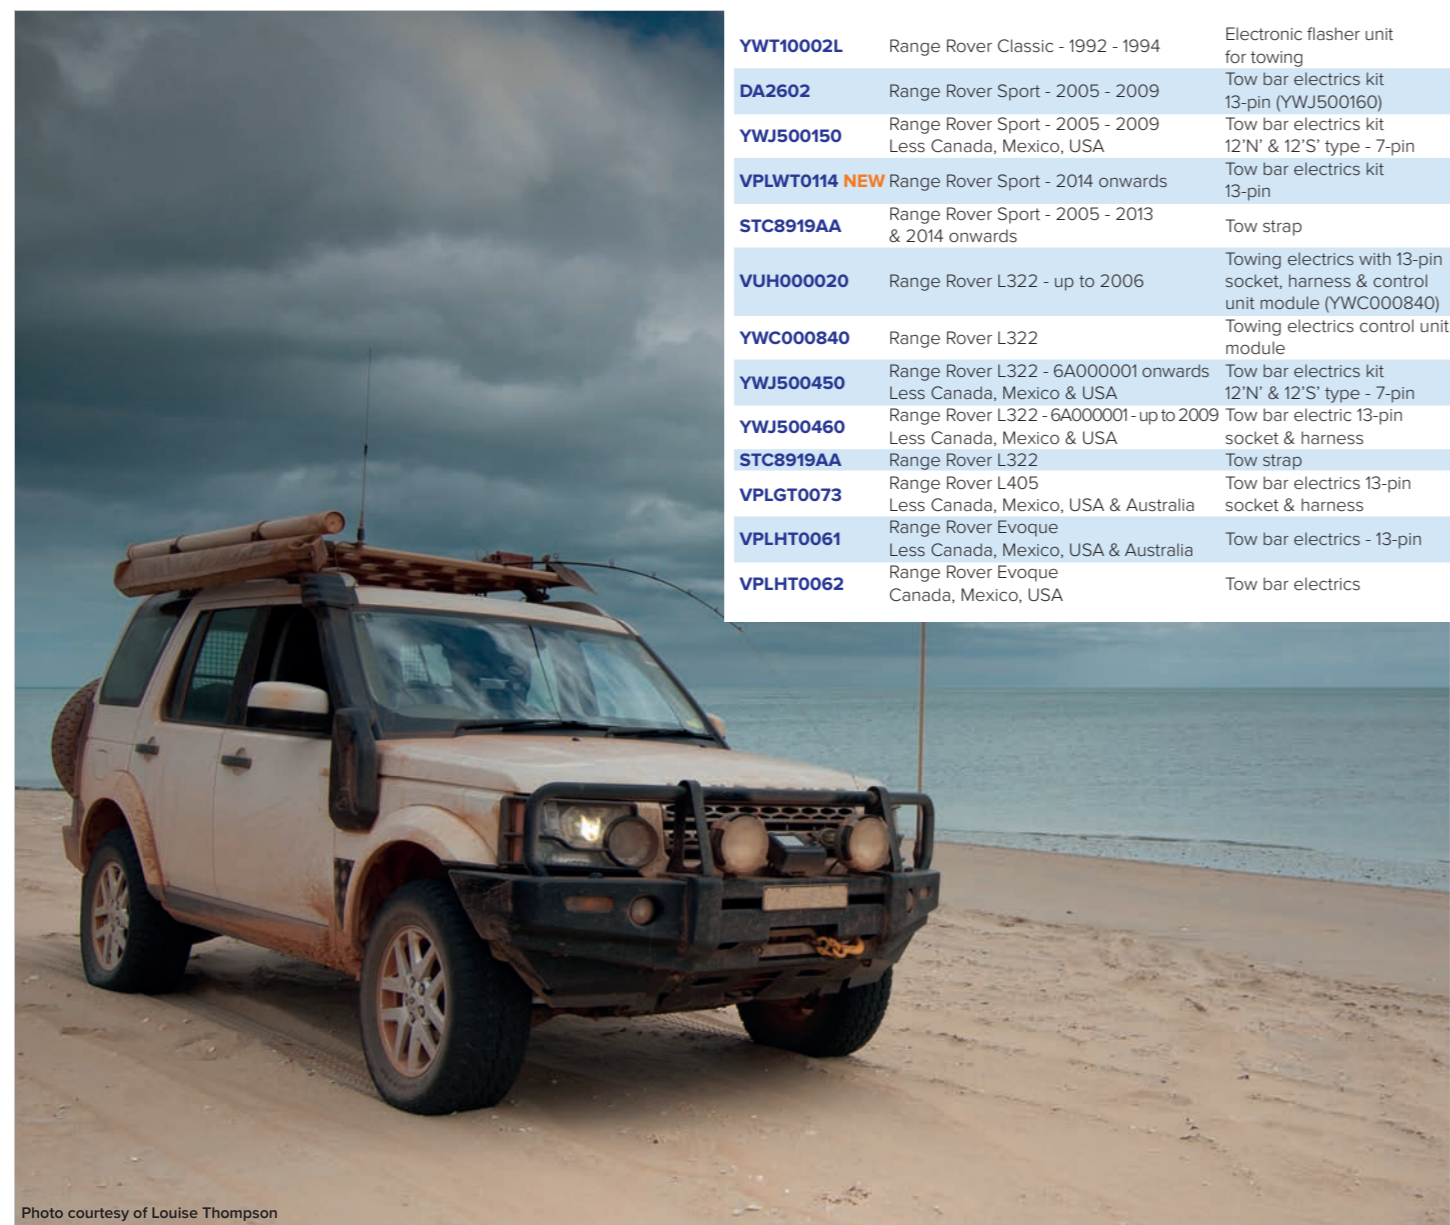 YWT10002L Range Rover Classic - 1992 - 1994 Electronic flasher unit
for towing
DA2602 Range Rover Sport - 2005 - 2009 Tow bar electrics kit
13-pin (YWJ500160)
YWJ500150 Range Rover Sport - 2005 - 2009 Tow bar electrics kit
Less Canada, Mexico, USA 12'N' & 12'S' type - 7-pin
VPLWT0114 NEW Range Rover Sport - 2014 onwards Tow bar electrics kit
13-pin
STC8919AA Range Rover Sport - 2005 - 2013
& 2014 onwards Tow strap
VUH000020 Range Rover L322 - up to 2006 Towing electrics with 13-pin
socket, harness & control
unit module (YWC000840)
YWC000840 Range Rover L322 Towing electrics control unit
module
YWJ500450 Range Rover L322 - 6A000001 onwards Tow bar electrics kit
Less Canada, Mexico & USA 12'N' & 12'S' type - 7-pin
YWJ500460 Range Rover L322 - 6A000001 - up to 2009 Tow bar electric 13-pin
Less Canada, Mexico & USA socket & harness
STC8919AA Range Rover L322 Tow strap
VPLGT0073 Range Rover L405 Tow bar electrics 13-pin
Less Canada, Mexico, USA & Australia socket & harness
VPLHT0061 Range Rover Evoque Tow bar electrics - 13-pin
Less Canada, Mexico, USA & Australia
VPLHT0062 Range Rover Evoque Tow bar electrics
Canada, Mexico, USA
Photo courtesy of Louise Thompson